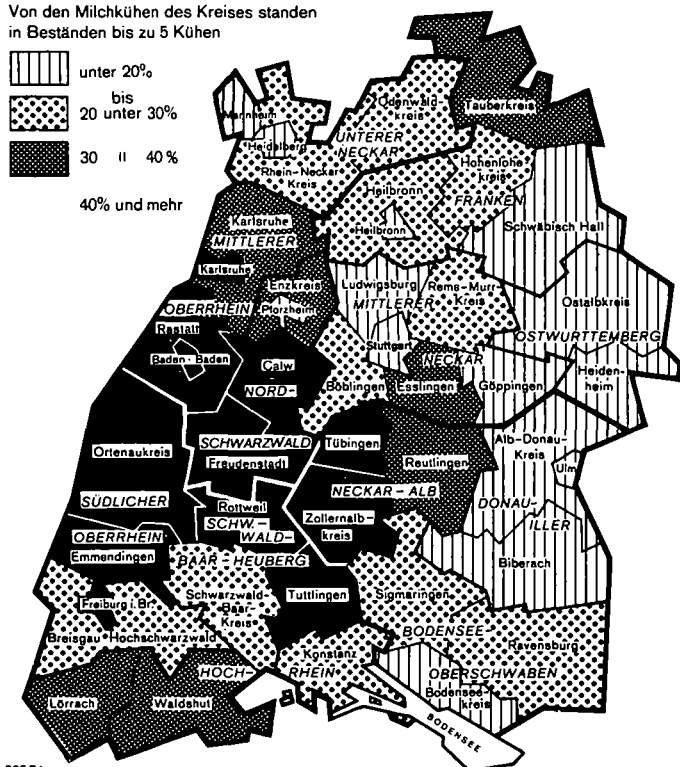 Von den Milchkühen des Kreises standen
in Beständen bis zu 5 Kühen
unter 20%
bis
20 unter 30%
30 " 40%
40% und mehr
Tauberkreis
Odenwald-
kreis
Mannheim
Heidelberg
UNTERER
NECKAR
Rhein-Neckar
Kreis
Hohenlohe
kreis
FRANKEN
Heilbronn
Heilbronn
Schwäbisch Hall
Karlsruhe
MITTLERER
Karlsruhe
Enzkreis
Pforzheim
OBERRHEIN
Rastatt
Baden-Baden
Ludwigsburg
MITTLERER
Rems-Murr-
Kreis
Stuttgart
NECKAR
Ostalbkreis
OSTWÜRTTEMBERG
Heiden-
heim
Calw
NORD-
Böblingen
Esslingen
Göppingen
SCHWARZWALD
Freudenstadt
Tübingen
Reutlingen
Alb-Donau-
Kreis
Ulm
Ortenaukreis
SÜDLICHER
OBERRHEIN
Emmendingen
Rottweil
SCHW.-
WALD-
BAAR-HEUBERG
NECKAR-ALB
Zollernalb-
kreis
DONAU-
ILLER
Biberach
Freiburg i. Br.
Breisgau-Hochschwarzwald
Schwarzwald-
Baar-
Kreis
Tuttlingen
Sigmaringen
BODENSEE
Ravensburg
OBERSCHWABEN
Bodensee-
kreis
Konstanz
HOCH-RHEIN
Lörrach
Waldshut
BODENSEE